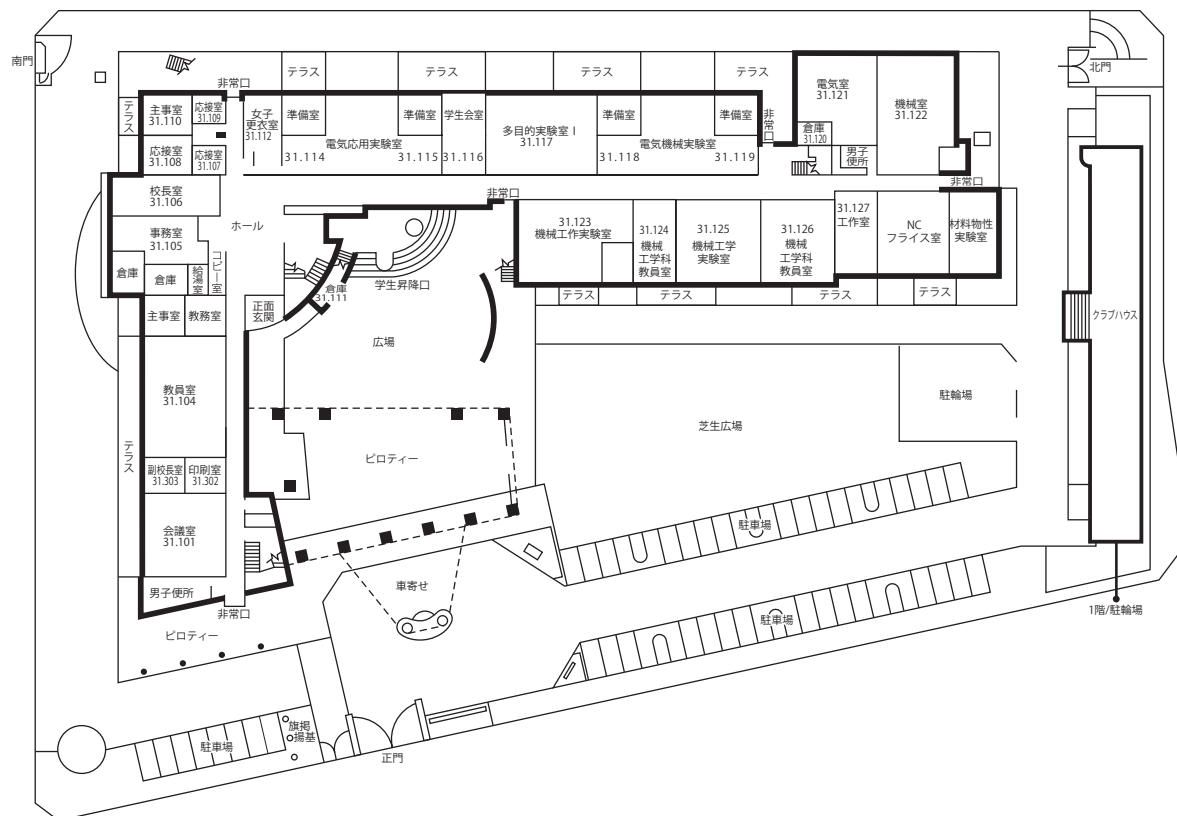 南門
北門
非常口
テラス
テラス
テラス
テラス
テラス
主事室
31.110
応接室
31.109
女子
更衣室
31.112
準備室
準備室
学生会室
多目的実験室Ⅰ
31.117
準備室
準備室
非常口
電気室
31.121
機械室
31.122
倉庫
31.120
男子
便所
応接室
31.108
応接室
31.107
電気応用実験室
31.114
31.115
31.116
電気機械実験室
31.118
31.119
非常口
校長室
31.106
ホール
非常口
事務室
31.105
コピー室
倉庫
倉庫
給湯室
31.123
機械工作実験室
31.124
機械
工学科
教員室
31.125
機械工学
実験室
31.126
機械
工学科
教員室
31.127
工作室
NC
フライス室
材料物性
実験室
倉庫
31.111
学生昇降口
テラス
テラス
テラス
テラス
主事室
教務室
正面
玄関
広場
クラブハウス
教員室
31.104
駐輪場
芝生広場
テラス
ピロティー
副校長室
31.303
印刷室
31.302
会議室
31.101
駐車場
車寄せ
男子便所
非常口
1階/駐輪場
駐車場
ピロティー
旗掲
揚基
駐車場
正門